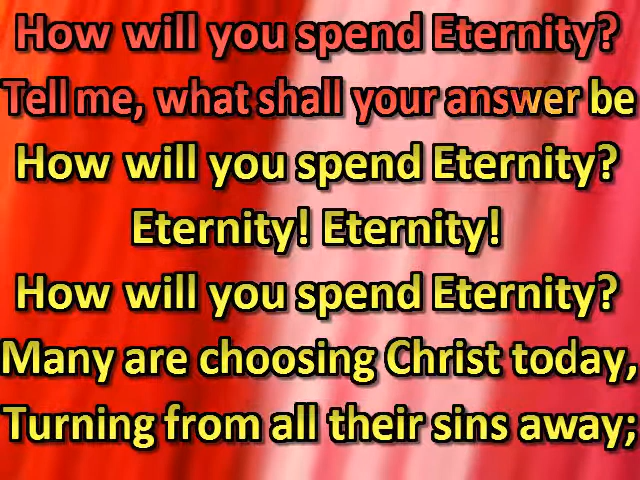 How will you spend Eternity?
Tell me, what shall your answer be
How will you spend Eternity?
Eternity! Eternity!
How will you spend Eternity?
Many are choosing Christ today,
Turning from all their sins away;